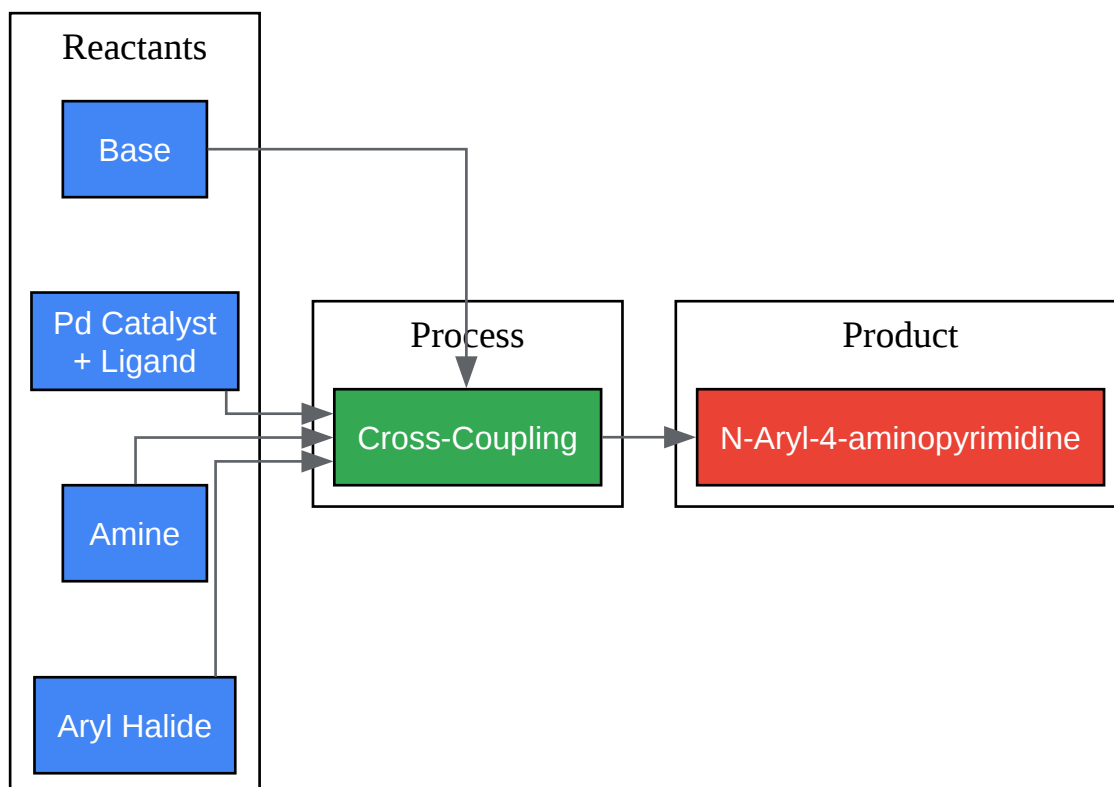 Reactants
Base
Pd Catalyst
+ Ligand
Amine
Aryl Halide
Process
Cross-Coupling
Product
N-Aryl-4-aminopyrimidine